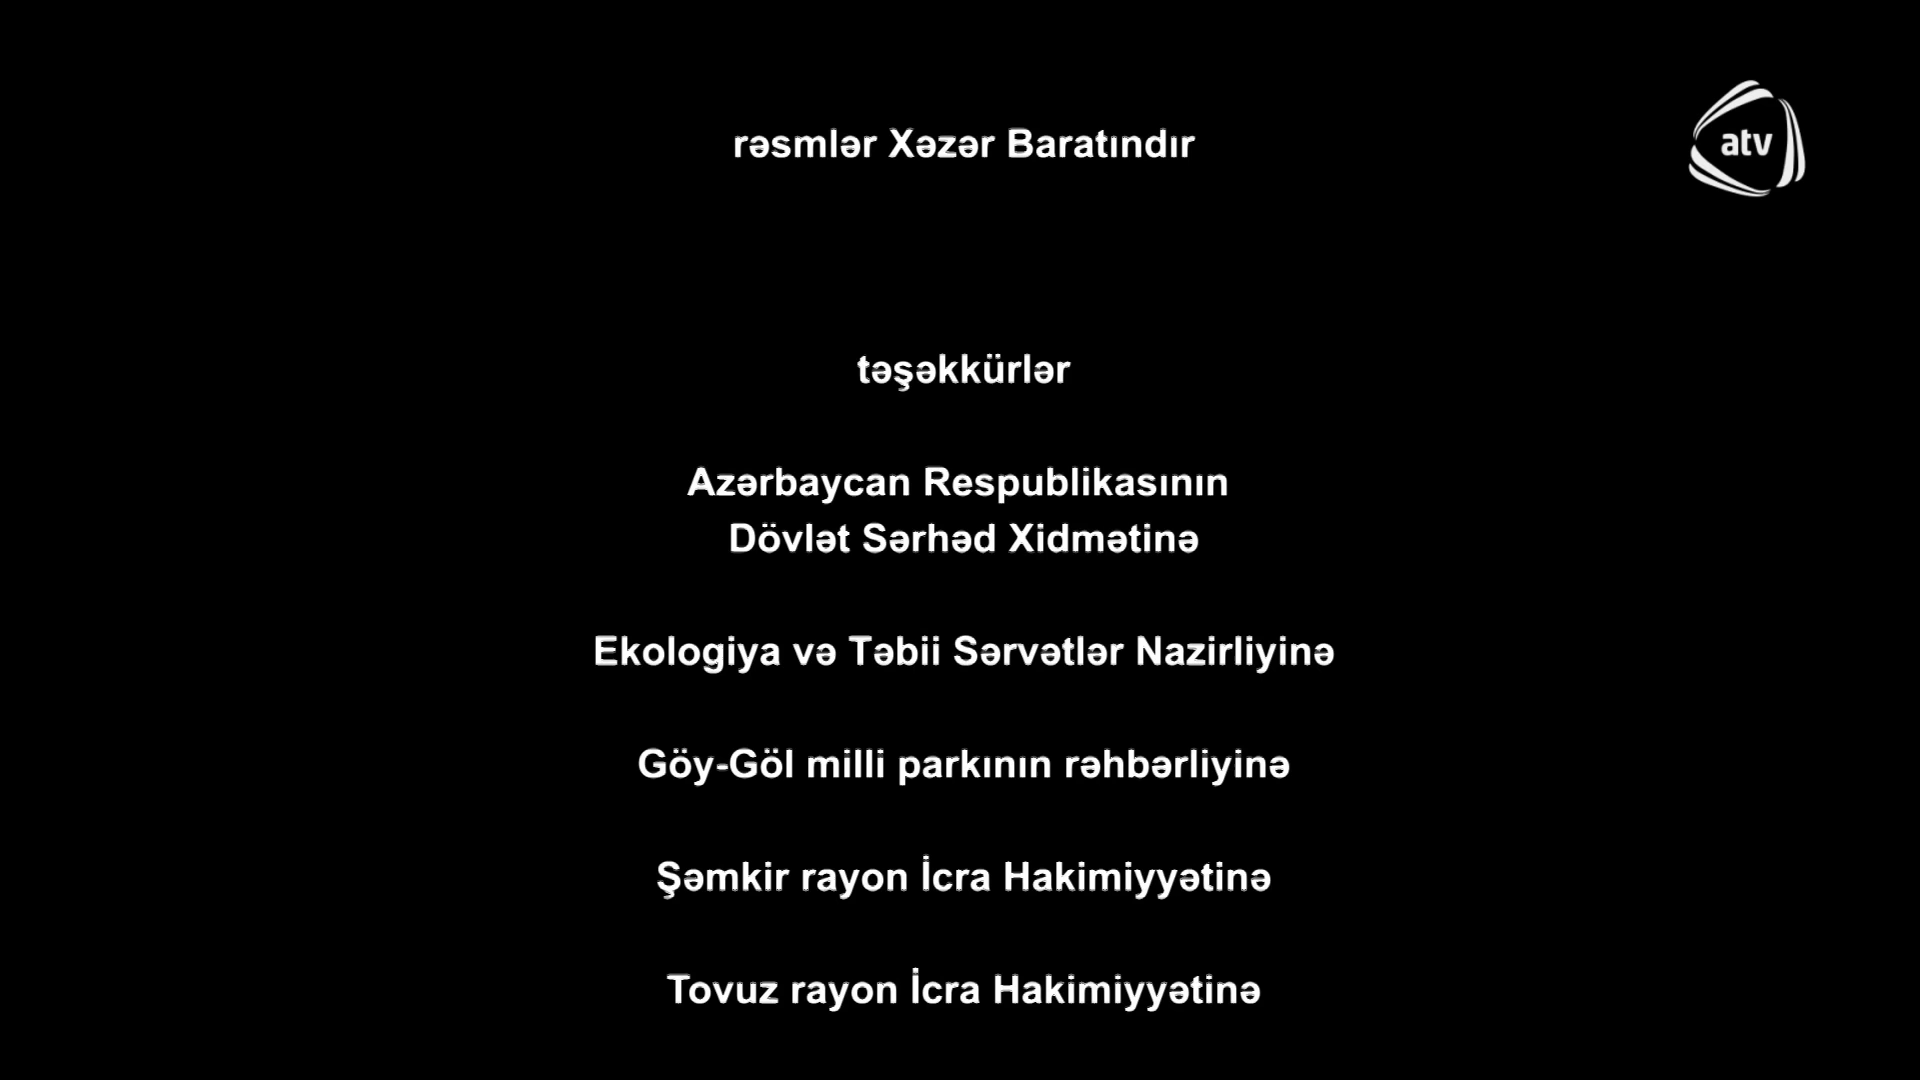 rəsmlər Xəzər Baratındır
atv
təşəkkürlər
Azərbaycan Respublikasının
Dövlət Sərhəd Xidmətinə
Ekologiya və Təbii Sərvətlər Nazirliyinə
Göy-Göl milli parkının rəhbərliyinə
Şəmkir rayon İcra Hakimiyyətinə
Tovuz rayon İcra Hakimiyyətinə